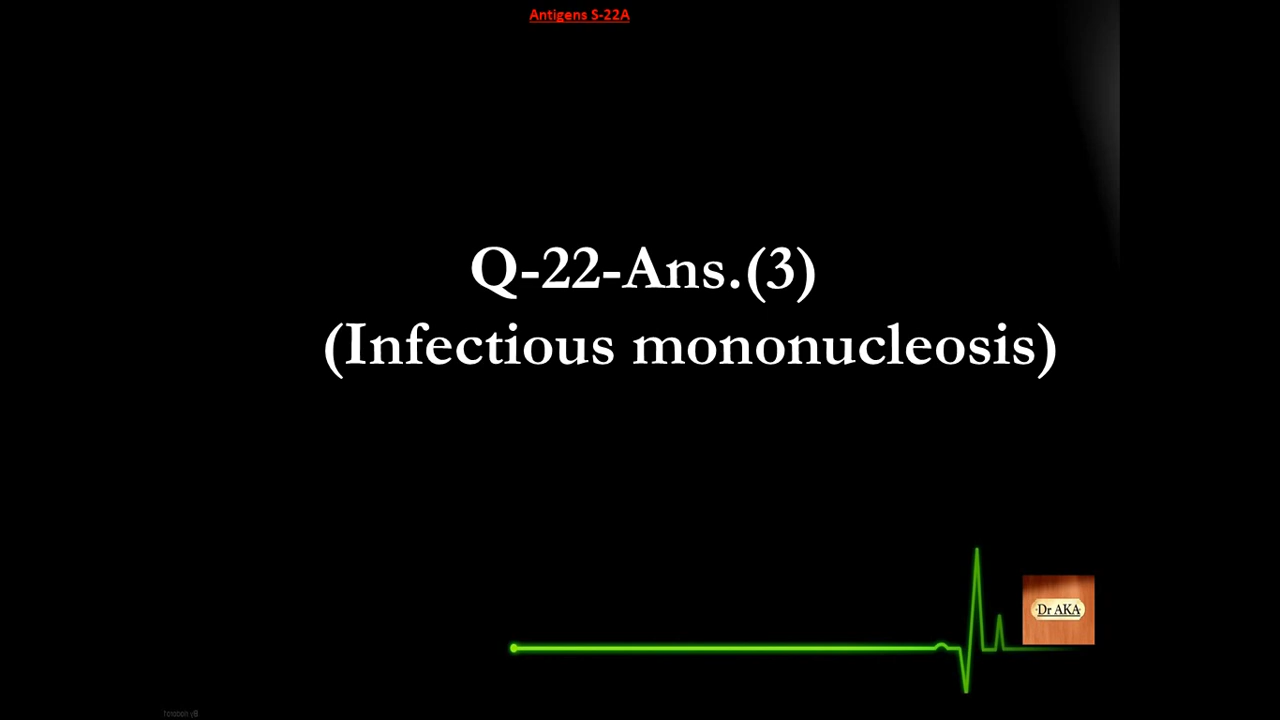 Antigens S-22A
Q-22-Ans.(3)
(Infectious mononucleosis)
Dr AKA